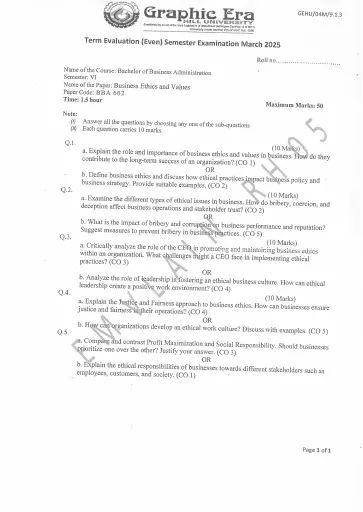 GEHU/04M/9.1.3
Graphic Era
HILL UNIVERSITY
Term Evaluation (Even) Semester Examination March 2025
Roll no.............................
Name of the Course: Bachelor of Business Administration
Semester: VI
Name of the Paper: Business Ethics and Values
Paper Code: BBA 602
Time: 1.5 hour
Maximum Marks: 50
Note:
(i) Answer all the questions by choosing any one of the sub-questions
(ii) Each question carries 10 marks.
Q.1.
(10 Marks)
a. Explain the role and importance of business ethics and values in business. How do they
contribute to the long-term success of an organization? (CO 1)
OR
b. Define business ethics and discuss how ethical practices impact business policy and
business strategy. Provide suitable examples. (CO 2)
Q.2.
(10 Marks)
a. Examine the different types of ethical issues in business. How do bribery, coercion, and
deception affect business operations and stakeholder trust? (CO 2)
OR
b. What is the impact of bribery and corruption on business performance and reputation?
Suggest measures to prevent bribery in business practices. (CO 5)
Q.3.
(10 Marks)
a. Critically analyze the role of the CEO in promoting and maintaining business ethics
within an organization. What challenges might a CEO face in implementing ethical
practices? (CO 3)
OR
b. Analyze the role of leadership in fostering an ethical business culture. How can ethical
leadership create a positive work environment? (CO 4)
Q.4.
(10 Marks)
a. Explain the Justice and Fairness approach to business ethics. How can businesses ensure
justice and fairness in their operations? (CO 4)
OR
b. How can organizations develop an ethical work culture? Discuss with examples. (CO 5)
Q.5.
a. Compare and contrast Profit Maximization and Social Responsibility. Should businesses
prioritize one over the other? Justify your answer. (CO 3)
OR
b. Explain the ethical responsibilities of businesses towards different stakeholders such as
employees, customers, and society. (CO 1)
Page 1 of 1